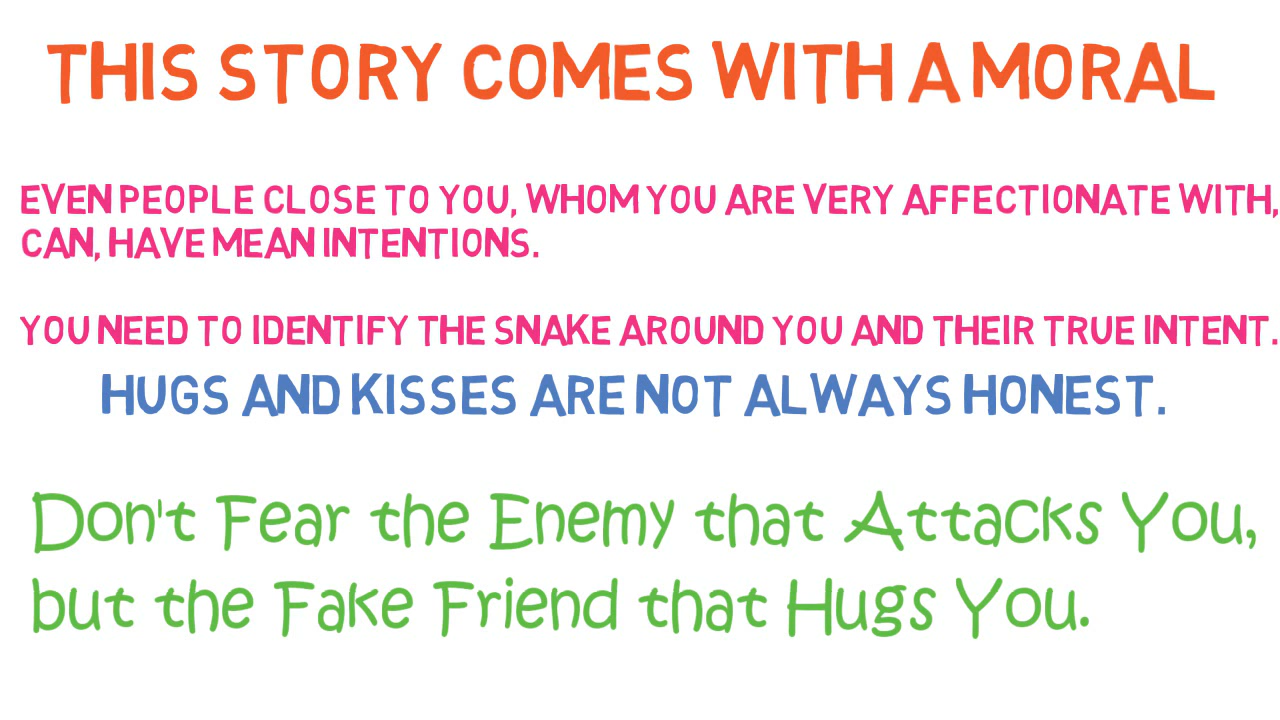 THIS STORY COMES WITH A MORAL
EVEN PEOPLE CLOSE TO YOU, WHOM YOU ARE VERY AFFECTIONATE WITH,
CAN, HAVE MEAN INTENTIONS.
YOU NEED TO IDENTIFY THE SNAKE AROUND YOU AND THEIR TRUE INTENT.
HUGS AND KISSES ARE NOT ALWAYS HONEST.
Don't Fear the Enemy that Attacks You,
but the Fake Friend that Hugs You.